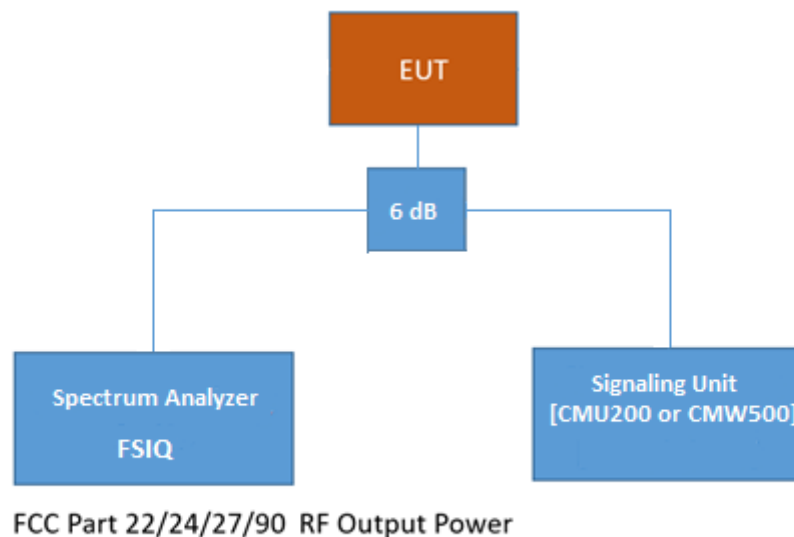 EUT
6 dB
Spectrum Analyzer
FSIQ
Signaling Unit
[CMU200 or CMW500]
FCC Part 22/24/27/90 RF Output Power